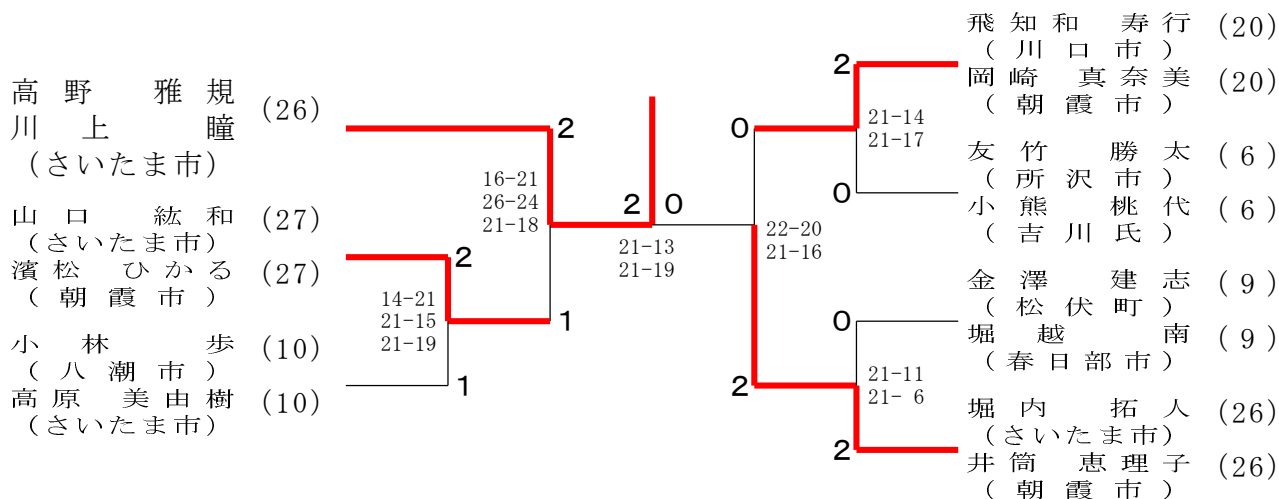 高野 雅規
川上 瞳 (26)
(さいたま市)
山口 紘和 (27)
(さいたま市)
濱松 ひかる (27)
(朝霞市)
小林 歩 (10)
(八潮市)
高原 美由樹 (10)
(さいたま市)
2
16-21
26-24
21-18
2
14-21
21-15
21-19
1
1
2 0
21-13
21-19
0
22-20
21-16
2
2
21-14
21-17
0
0
21-11
21- 6
2
飛知和 寿行 (20)
(川口市)
岡崎 真奈美 (20)
(朝霞市)
友竹 勝太 (6)
(所沢市)
小熊 桃代 (6)
(吉川氏)
金澤 建志 (9)
(松伏町)
堀越 南 (9)
(春日部市)
堀内 拓人 (26)
(さいたま市)
井筒 恵理子 (26)
(朝霞市)